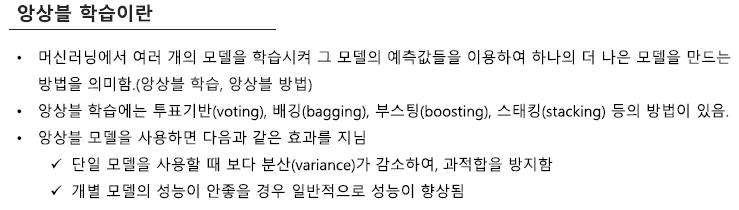 앙상블 학습이란
• 머신러닝에서 여러 개의 모델을 학습시켜 그 모델의 예측값들을 이용하여 하나의 더 나은 모델을 만드는
방법을 의미함.(앙상블 학습, 앙상블 방법)
• 앙상블 학습에는 투표기반(voting), 배깅(bagging), 부스팅(boosting), 스태킹(stacking) 등의 방법이 있음.
• 앙상블 모델을 사용하면 다음과 같은 효과를 지님
✓ 단일 모델을 사용할 때 보다 분산(variance)가 감소하여, 과적합을 방지함
✓ 개별 모델의 성능이 안좋을 경우 일반적으로 성능이 향상됨